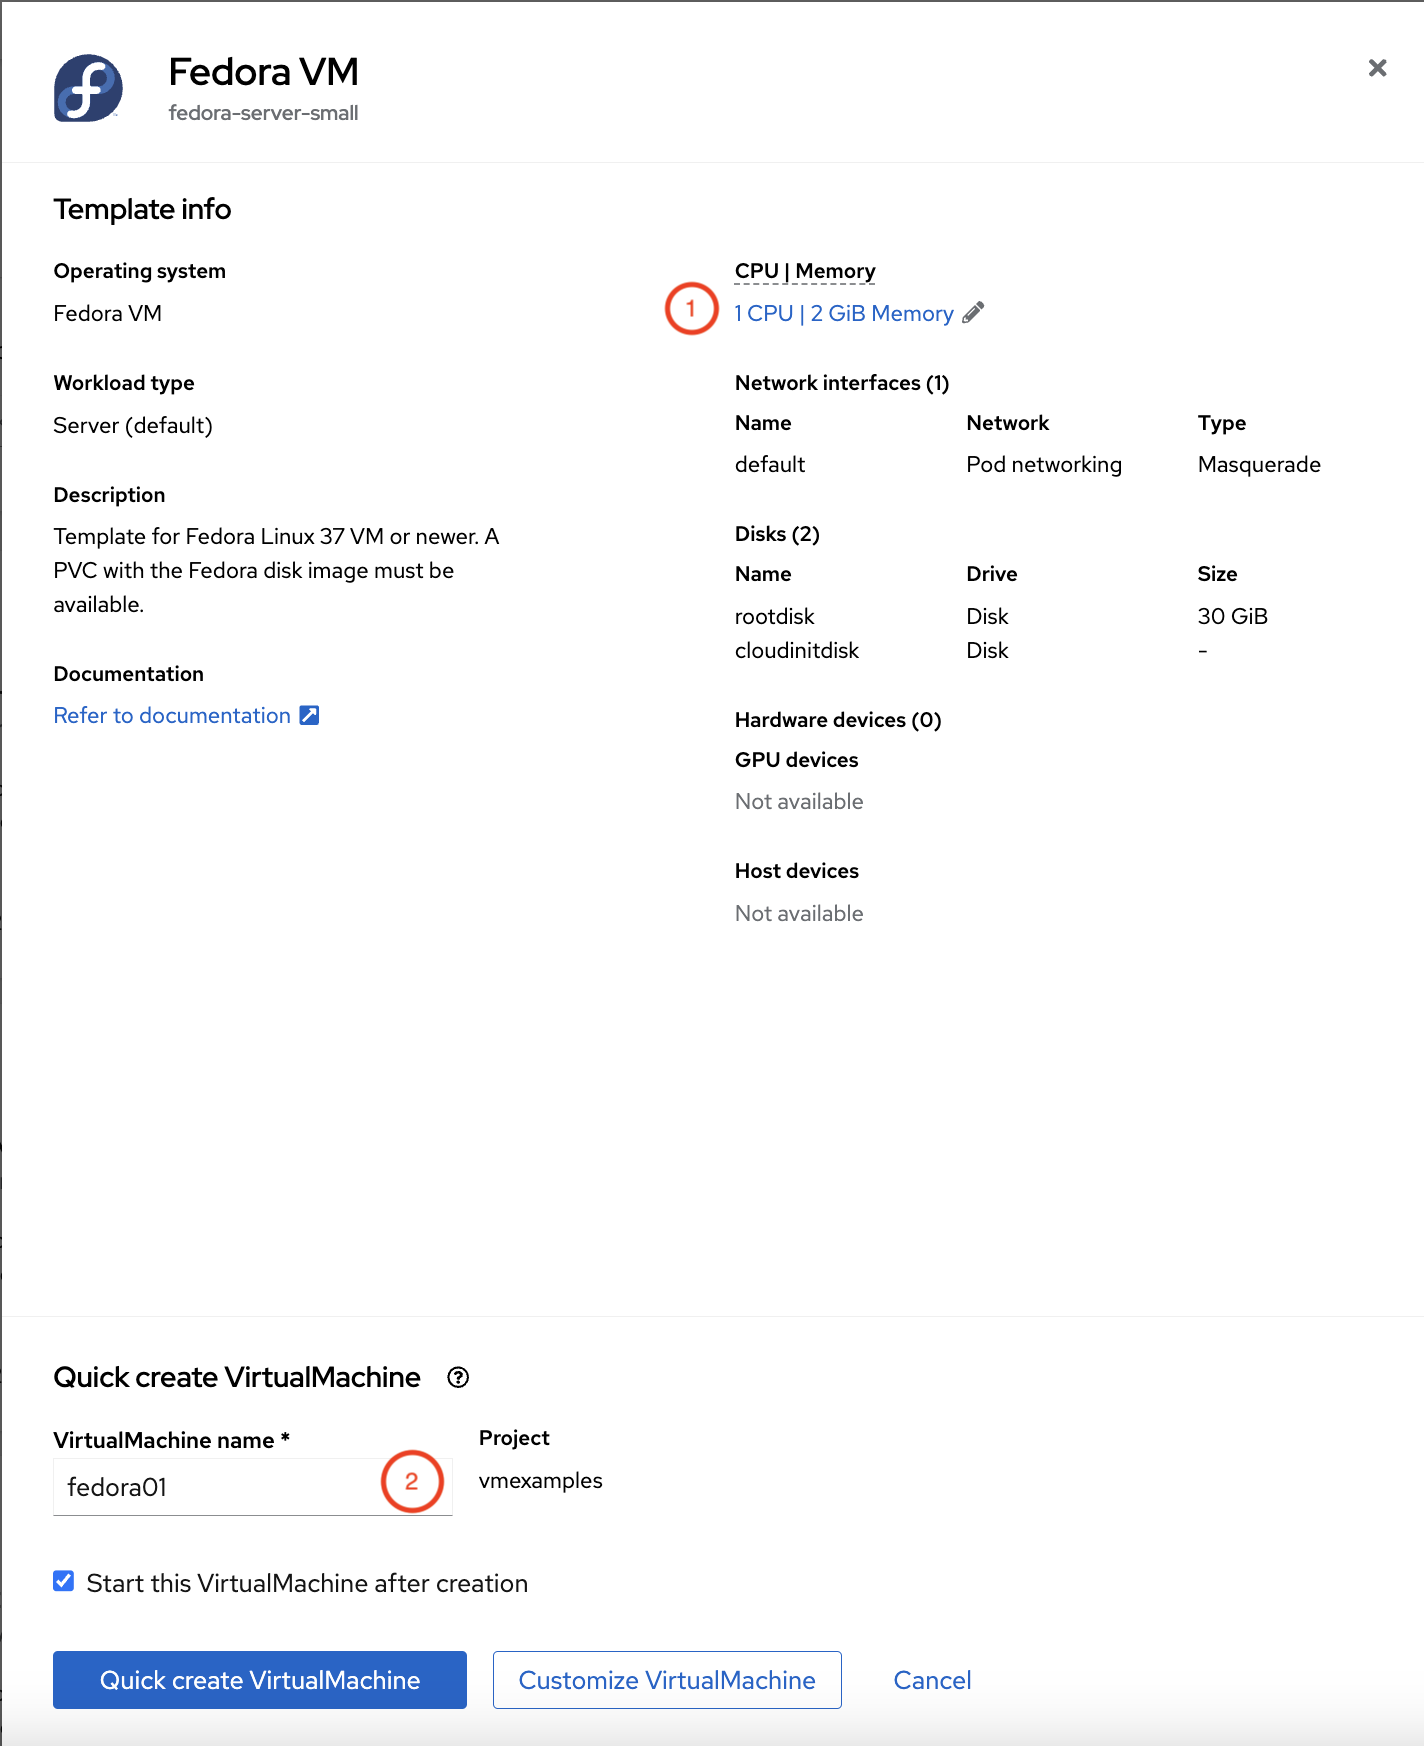 Fedora VM
fedora-server-small
Template info
Operating system
Fedora VM
Workload type
Server (default)
Description
Template for Fedora Linux 37 VM or newer. A
PVC with the Fedora disk image must be
available.
Documentation
Refer to documentation
CPU | Memory
1
1 CPU | 2 GiB Memory
Network interfaces (1)
Name Network Type
default Pod networking Masquerade
Disks (2)
Name Drive Size
rootdisk Disk 30 GiB
cloudinitdisk Disk -
Hardware devices (0)
GPU devices
Not available
Host devices
Not available
Quick create VirtualMachine
VirtualMachine name *
fedora01
2
Project
vmexamples
Start this VirtualMachine after creation
Quick create VirtualMachine
Customize VirtualMachine
Cancel